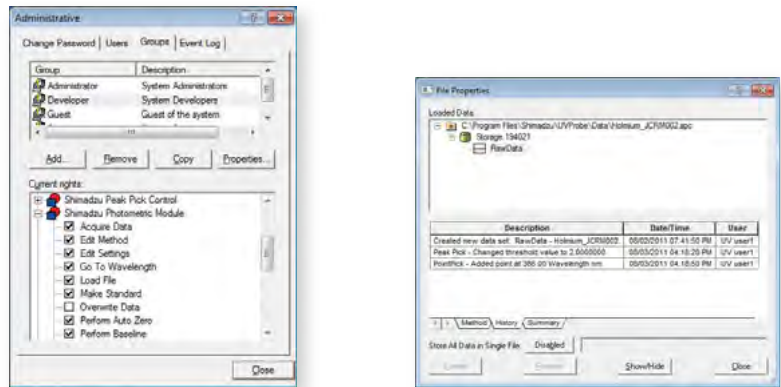 Administrative
Change Password Users Groups Event Log
Group Description
Administrator System Administrators
Developer System Developers
Guest Guest of the system
Add... Remove Copy Properties...
Current rights:
Shimadzu Peak Pick Control
Shimadzu Photometric Module
Acquire Data
Edit Method
Edit Settings
Go To Wavelength
Load File
Make Standard
Overwrite Data
Perform Auto Zero
Perform Baseline
Close
File Properties
Loaded Data:
C:\Program Files\Shimadzu\UVProbe\Data\Holmium_JCRM002.spc
Storage 194021
RawData
Description Date/Time User
Created new data set: RawData - Holmium_JCRM002. 08/02/2011 07:41:50 PM UV user1
Peak Pick - Changed threshold value to 2.0000000. 08/03/2011 04:18:20 PM UV user1
PointPick - Added point at 366.00 Wavelength nm. 08/03/2011 04:18:50 PM UV user1
Method History Summary
Store All Data in Single File: Disabled
Show/Hide Close